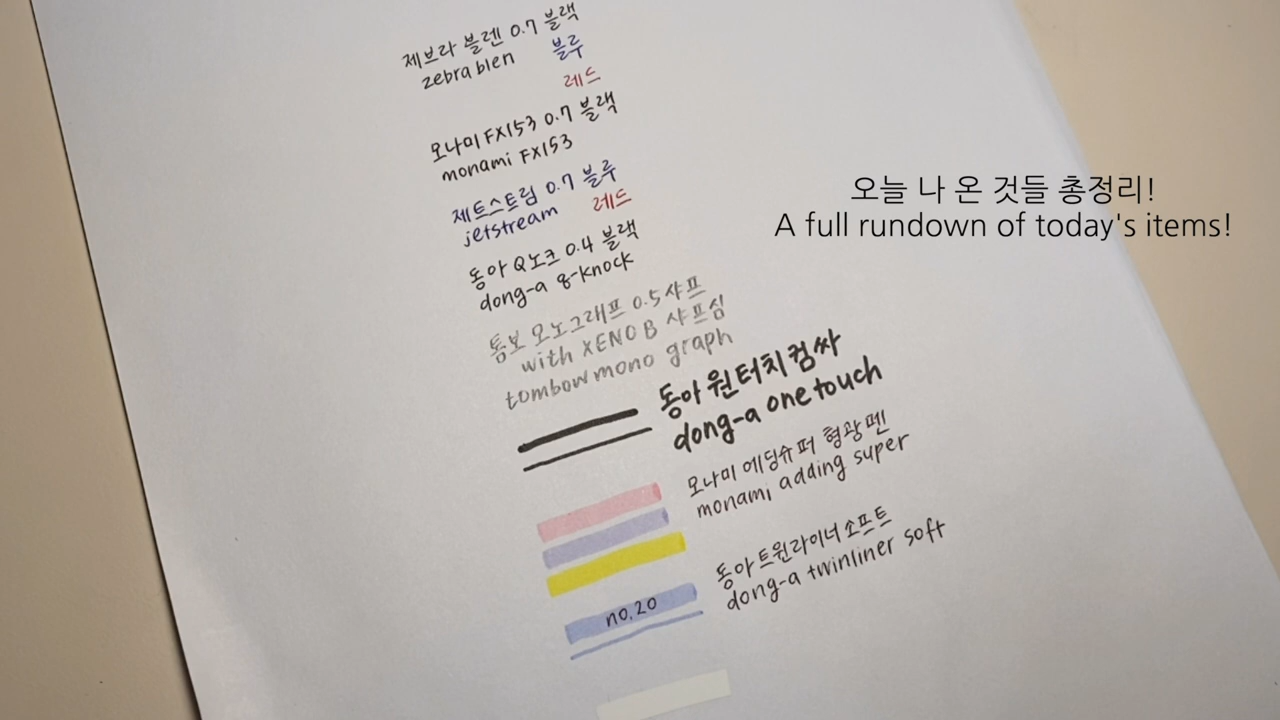 제브라 블렌 0.7 블랙
zebra blen 블루
레드
모나미 FX153 0.7 블랙
monami FX153
제트스트림 0.7 블루
jetstream 레드
동아 Q노크 0.4 블랙
dong-a q-knock
톰보 모노그래프 0.5 샤프
with XENO B 샤프심
tombow mono graph
동아 원터치 컴싸
dong-a one touch
모나미 에딩슈퍼 형광펜
monami adding super
동아 트윈라이너 소프트
dong-a twinliner soft
no.20
오늘 나 온 것들 총정리!
A full rundown of today's items!